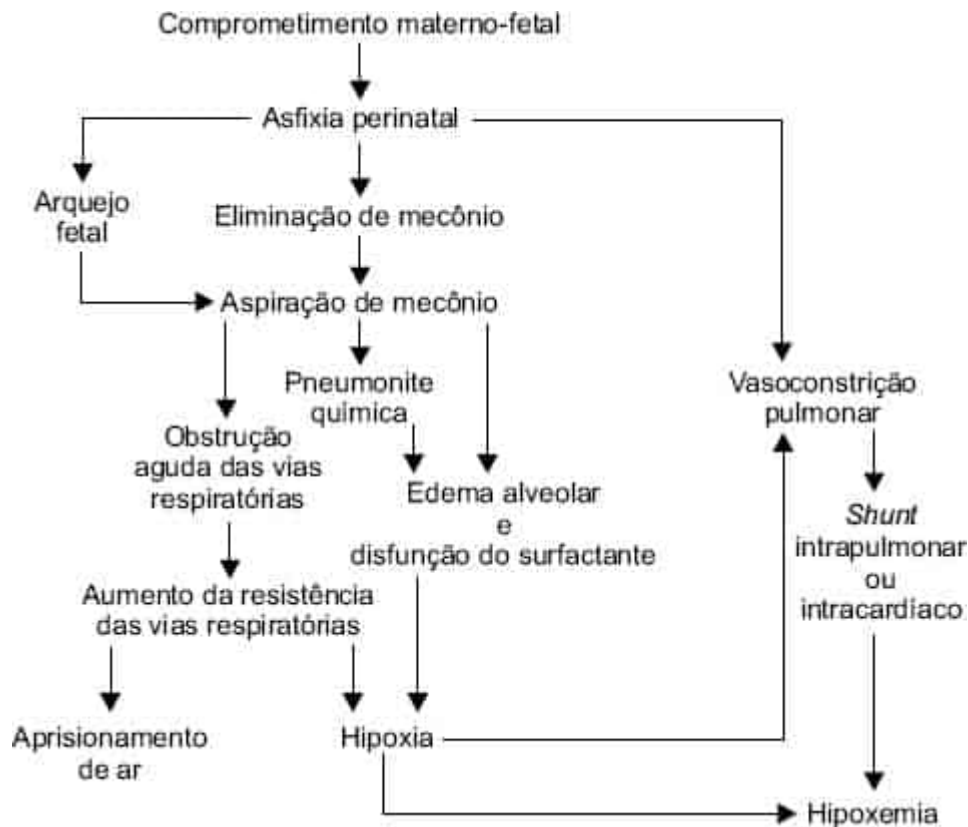 Comprometimento materno-fetal
Asfixia perinatal
Arquejo
fetal
Eliminação de mecônio
Aspiração de mecônio
Pneumonite
química
Vasoconstrição
pulmonar
Obstrução
aguda das vias
respiratórias
Edema alveolar
e
disfunção do surfactante
Shunt
intrapulmonar
ou
intracardíaco
Aumento da resistência
das vias respiratórias
Aprisionamento
de ar
Hipoxia
Hipoxemia